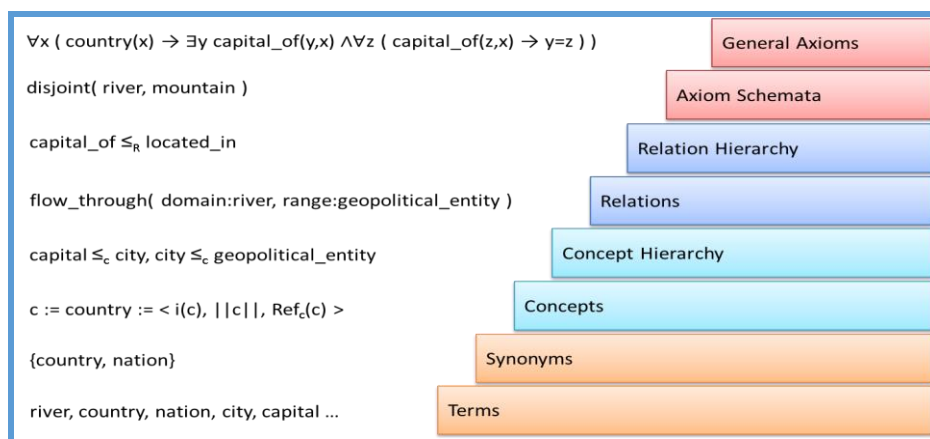 ∀x ( country(x) → ∃y capital_of(y,x) ∧∀z ( capital_of(z,x) → y=z ) )
General Axioms
disjoint( river, mountain )
Axiom Schemata
capital_of ≤R located_in
Relation Hierarchy
flow_through( domain:river, range:geopolitical_entity )
Relations
capital ≤c city, city ≤c geopolitical_entity
Concept Hierarchy
c := country := < i(c), ||c||, Refc(c) >
Concepts
{country, nation}
Synonyms
river, country, nation, city, capital ...
Terms